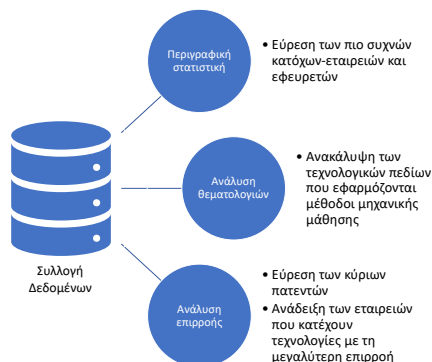 Περιγραφική
στατιστική
• Εύρεση των πιο συχνών
κατόχων-εταιρειών και
εφευρετών
Ανάλυση
θεματολογιών
• Ανακάλυψη των
τεχνολογικών πεδίων
που εφαρμόζονται
μέθοδοι μηχανικής
μάθησης
Συλλογή
Δεδομένων
Ανάλυση
επιρροής
• Εύρεση των κύριων
πατεντών
• Ανάδειξη των εταιρειών
που κατέχουν
τεχνολογίες με τη
μεγαλύτερη επιρροή